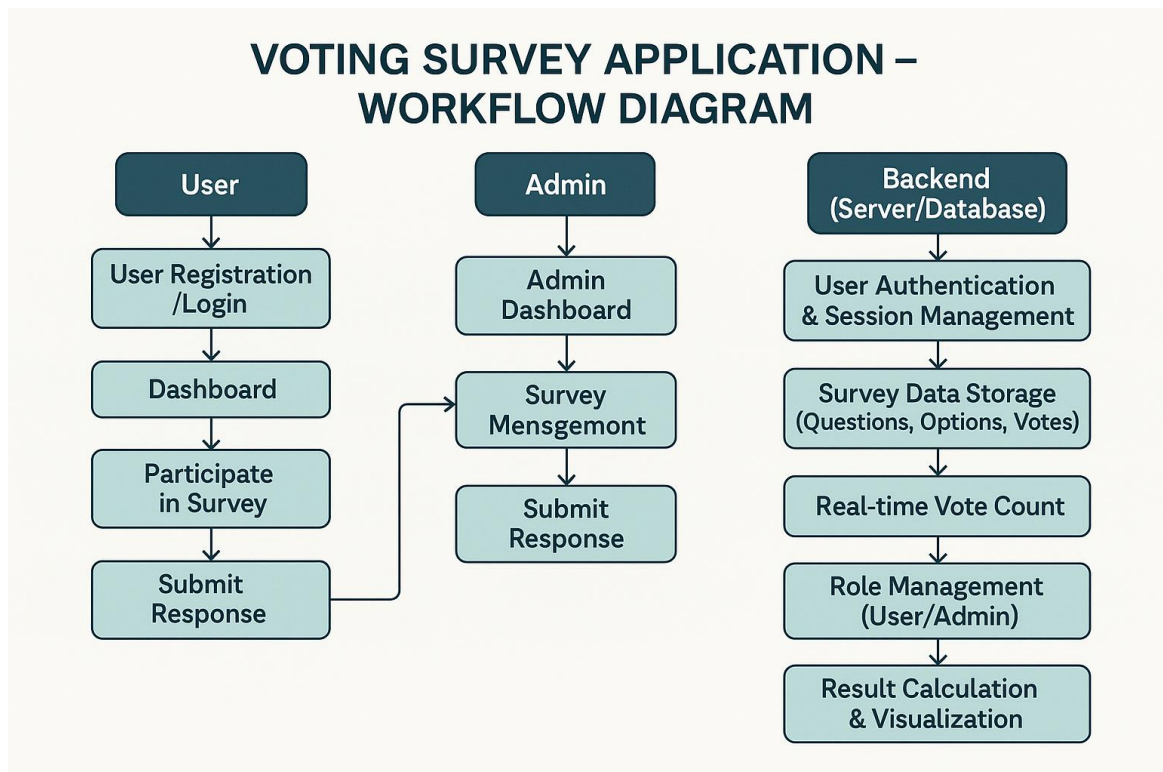 VOTING SURVEY APPLICATION –
WORKFLOW DIAGRAM
User
User Registration
/Login
Dashboard
Participate
in Survey
Submit
Response
Admin
Admin
Dashboard
Survey
Mensgemont
Submit
Response
Backend
(Server/Database)
User Authentication
& Session Management
Survey Data Storage
(Questions, Options, Votes)
Real-time Vote Count
Role Management
(User/Admin)
Result Calculation
& Visualization